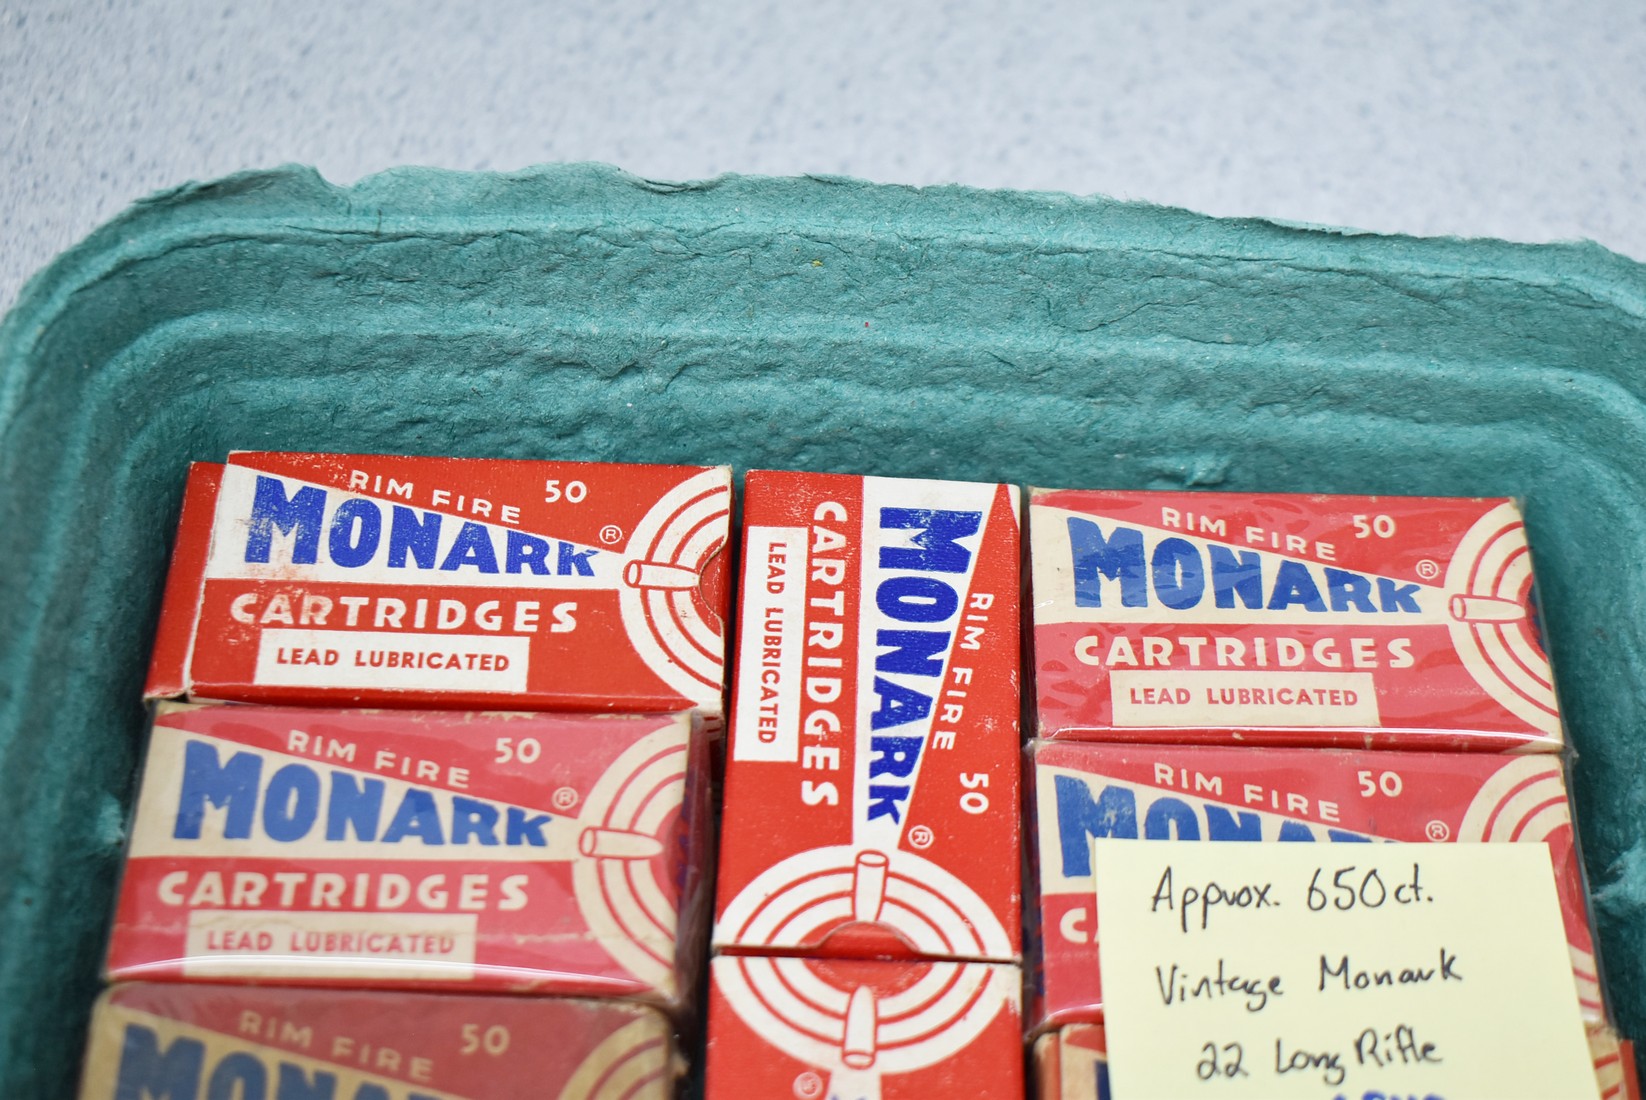 RIM FIRE 50
MONARK®
CARTRIDGES
LEAD LUBRICATED
RIM FIRE 50
MONARK®
CARTRIDGES
LEAD LUBRICATED
RIM FIRE 50
MONARK
RIM FIRE 50
MONARK®
CARTRIDGES
LEAD LUBRICATED
®
RIM FIRE 50
MONARK®
CARTRIDGES
LEAD LUBRICATED
RIM FIRE 50
®
Approx. 650ct.
Vintage Monark
22 Long Rifle